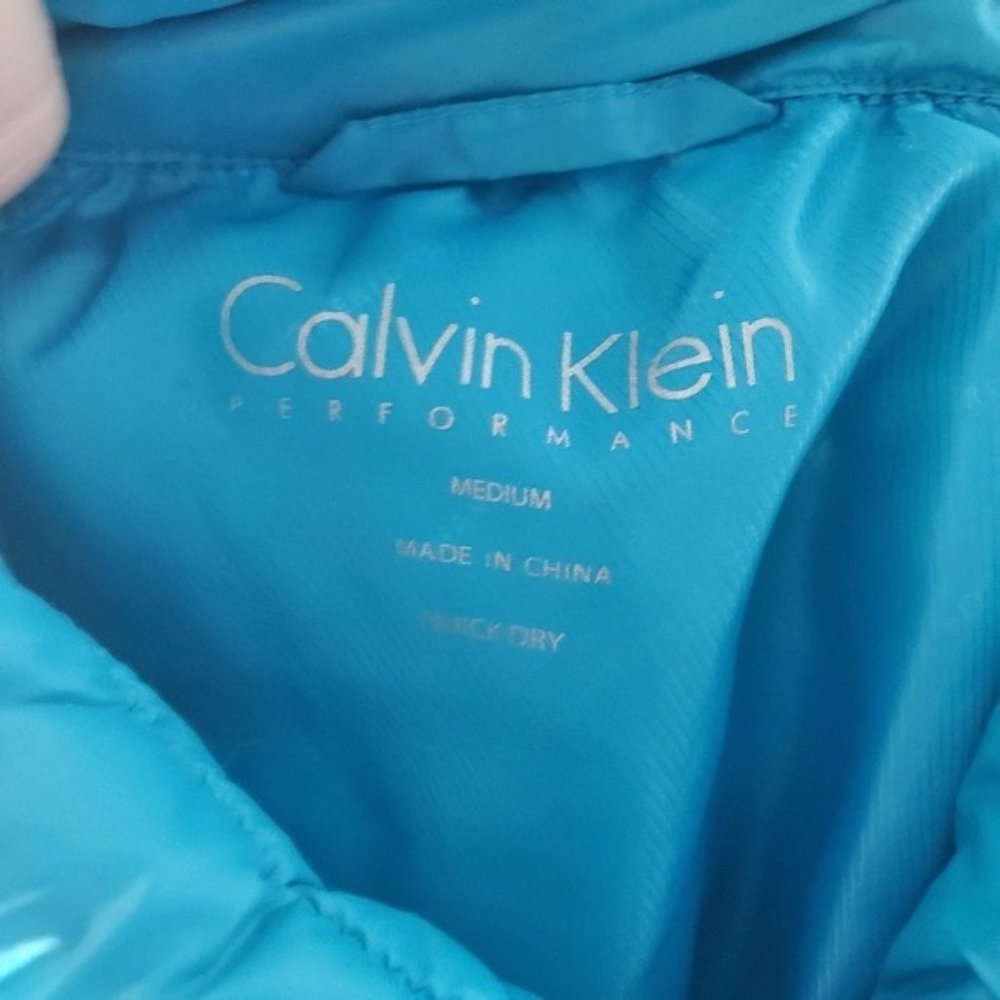 Calvin Klein
PERFORMANCE
MEDIUM
MADE IN CHINA
QUICK DRY